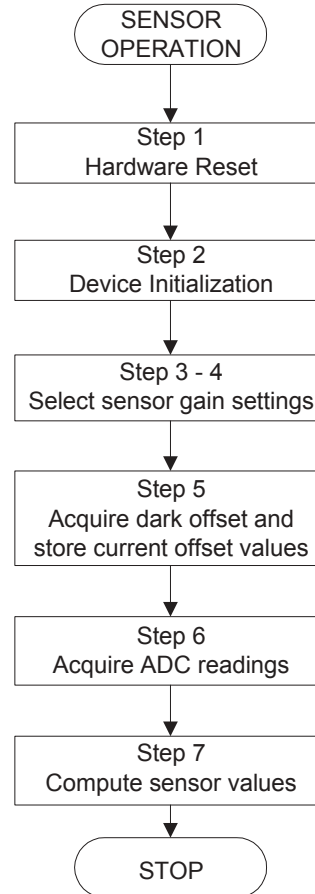 SENSOR
OPERATION
Step 1
Hardware Reset
Step 2
Device Initialization
Step 3 - 4
Select sensor gain settings
Step 5
Acquire dark offset and
store current offset values
Step 6
Acquire ADC readings
Step 7
Compute sensor values
STOP